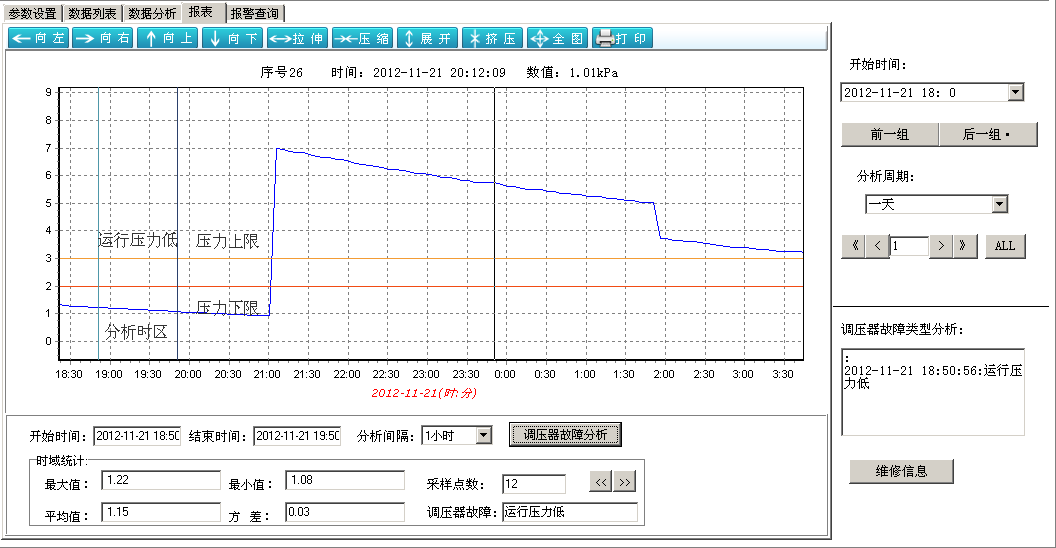 参数设置 数据列表 数据分析 报表 报警查询
向 左 向 右 向 上 向 下 拉 伸 压 缩 展 开 挤 压 全 图 打 印
序号26 时间: 2012-11-21 20:12:09 数值: 1.01kPa
9
8
7
6
5
4
3
2
1
0
运行压力低 压力上限
压力下限
分析时区
18:30 19:00 19:30 20:00 20:30 21:00 21:30 22:00 22:30 23:00 23:30 0:00 0:30 1:00 1:30 2:00 2:30 3:00 3:30
2012-11-21(时:分)
开始时间: 2012-11-21 18:50 结束时间: 2012-11-21 19:50 分析间隔: 1小时 调压器故障分析
时域统计:
最大值: 1.22 最小值: 1.08 采样点数: 12 << >>
平均值: 1.15 方 差: 0.03 调压器故障: 运行压力低
开始时间:
2012-11-21 18: 0
前一组 后一组
分析周期:
一天
《 < 1 > 》 ALL
调压器故障类型分析:
:
2012-11-21 18:50:56:运行压
力低
维修信息